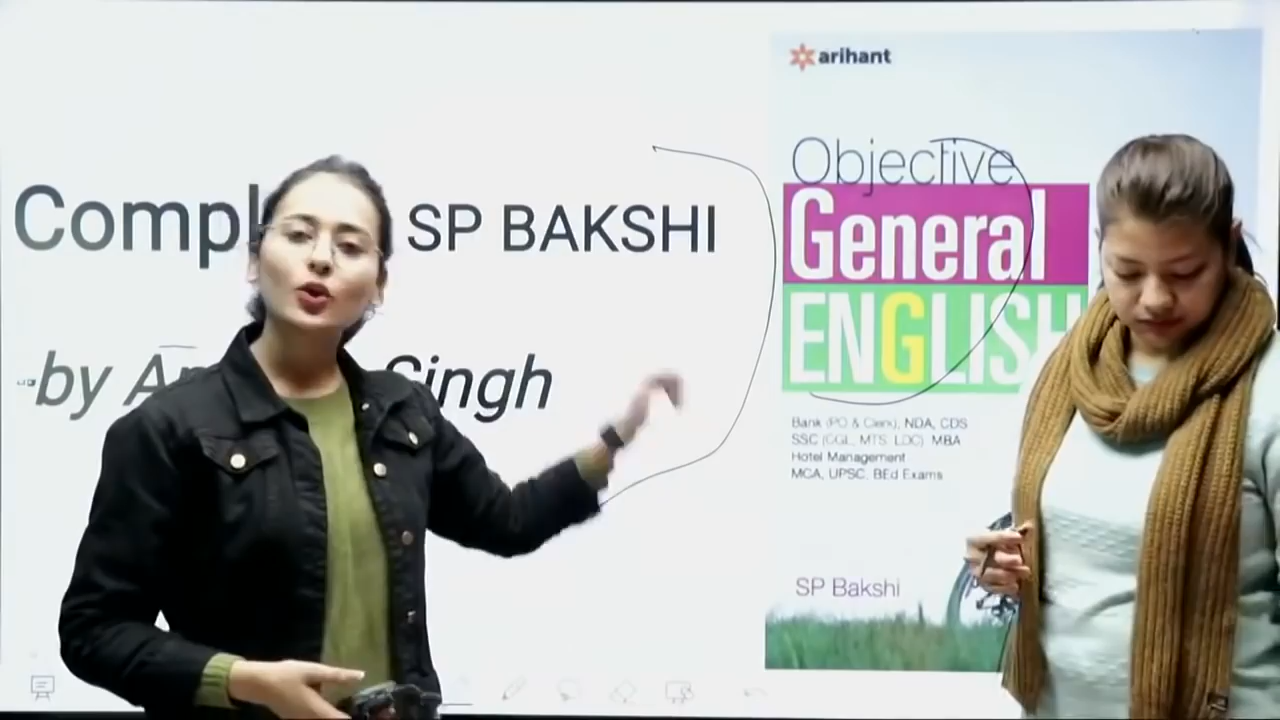 SP BAKSHI
by Singh
arihant
Objective
General
ENGLISH
Bank (PO & Clerk), NDA, CDS
SSC (CGL, MTS, LDC) MBA
Hotel Management
MCA, UPSC, BEd Exams
SP Bakshi